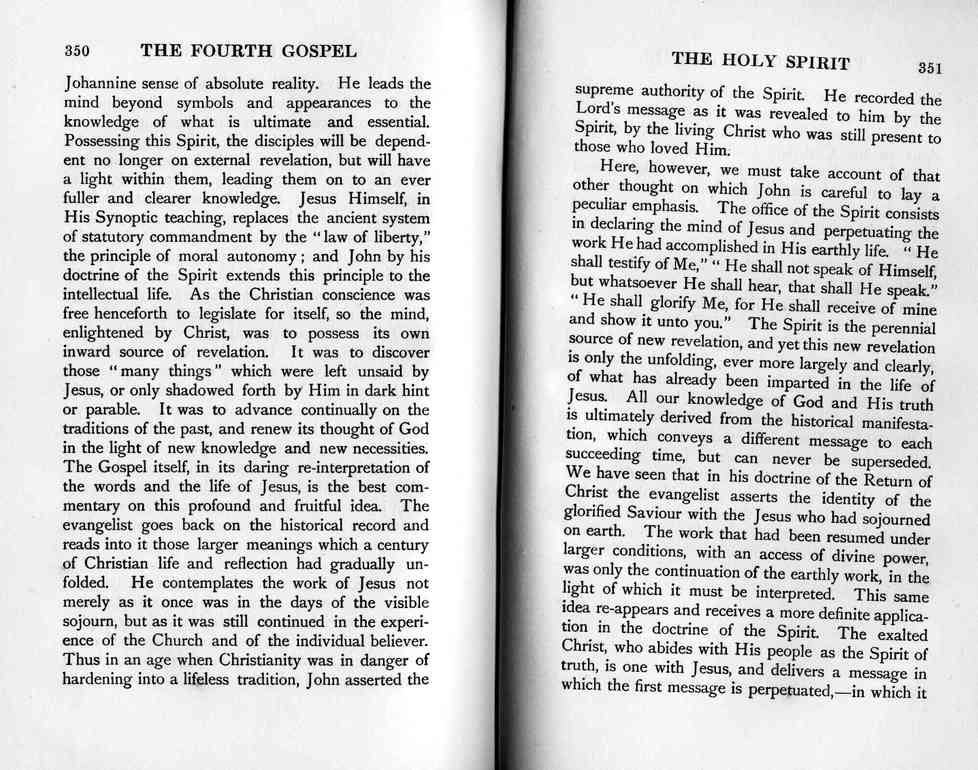 350 THE FOURTH GOSPEL
Johannine sense of absolute reality. He leads the
mind beyond symbols and appearances to the
knowledge of what is ultimate and essential.
Possessing this Spirit, the disciples will be depend-
ent no longer on external revelation, but will have
a light within them, leading them on to an ever
fuller and clearer knowledge. Jesus Himself, in
His Synoptic teaching, replaces the ancient system
of statutory commandment by the “law of liberty,”
the principle of moral autonomy; and John by his
doctrine of the Spirit extends this principle to the
intellectual life. As the Christian conscience was
free henceforth to legislate for itself, so the mind,
enlightened by Christ, was to possess its own
inward source of revelation. It was to discover
those “many things” which were left unsaid by
Jesus, or only shadowed forth by Him in dark hint
or parable. It was to advance continually on the
traditions of the past, and renew its thought of God
in the light of new knowledge and new necessities.
The Gospel itself, in its daring re-interpretation of
the words and the life of Jesus, is the best com-
mentary on this profound and fruitful idea. The
evangelist goes back on the historical record and
reads into it those larger meanings which a century
of Christian life and reflection had gradually un-
folded. He contemplates the work of Jesus not
merely as it once was in the days of the visible
sojourn, but as it was still continued in the experi-
ence of the Church and of the individual believer.
Thus in an age when Christianity was in danger of
hardening into a lifeless tradition, John asserted the
THE HOLY SPIRIT 351
supreme authority of the Spirit. He recorded the
Lord's message as it was revealed to him by the
Spirit, by the living Christ who was still present to
those who loved Him.
Here, however, we must take account of that
other thought on which John is careful to lay a
peculiar emphasis. The office of the Spirit consists
in declaring the mind of Jesus and perpetuating the
work He had accomplished in His earthly life. “He
shall testify of Me,” “He shall not speak of Himself,
but whatsoever He shall hear, that shall He speak.”
“He shall glorify Me, for He shall receive of mine
and show it unto you.” The Spirit is the perennial
source of new revelation, and yet this new revelation
is only the unfolding, ever more largely and clearly,
of what has already been imparted in the life of
Jesus. All our knowledge of God and His truth
is ultimately derived from the historical manifesta-
tion, which conveys a different message to each
succeeding time, but can never be superseded.
We have seen that in his doctrine of the Return of
Christ the evangelist asserts the identity of the
glorified Saviour with the Jesus who had sojourned
on earth. The work that had been resumed under
larger conditions, with an access of divine power,
was only the continuation of the earthly work, in the
light of which it must be interpreted. This same
idea re-appears and receives a more definite applica-
tion in the doctrine of the Spirit. The exalted
Christ, who abides with His people as the Spirit of
truth, is one with Jesus, and delivers a message in
which the first message is perpetuated,—in which it